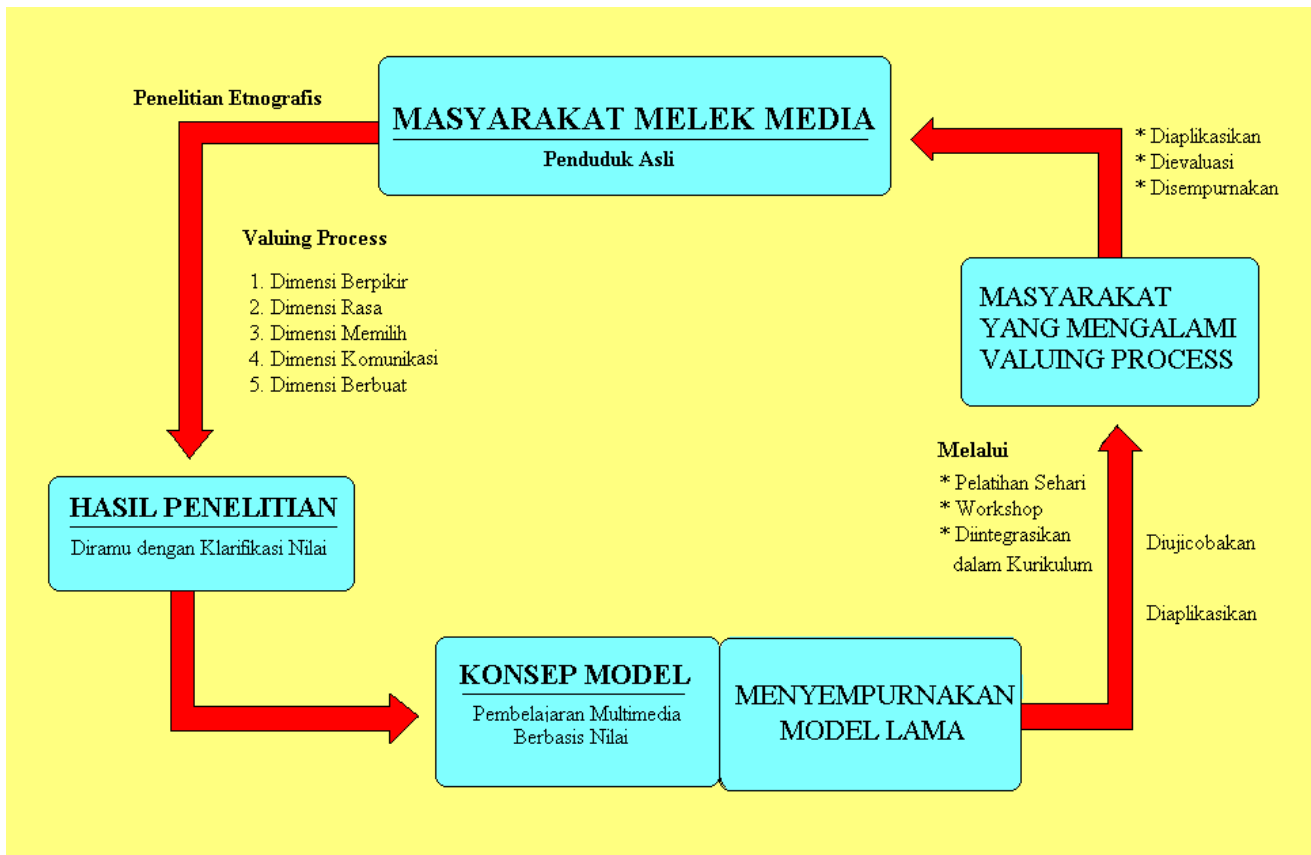 Penelitian Etnografis
MASYARAKAT MELEK MEDIA
Penduduk Asli
* Diaplikasikan
* Dievaluasi
* Disempurnakan
Valuing Process
1. Dimensi Berpikir
2. Dimensi Rasa
3. Dimensi Memilih
4. Dimensi Komunikasi
5. Dimensi Berbuat
MASYARAKAT
YANG MENGALAMI
VALUING PROCESS
HASIL PENELITIAN
Diramu dengan Klarifikasi Nilai
Melalui
* Pelatihan Sehari
* Workshop
* Diintegrasikan
dalam Kurikulum
Diujicobakan
Diaplikasikan
KONSEP MODEL
Pembelajaran Multimedia
Berbasis Nilai
MENYEMPURNAKAN
MODEL LAMA